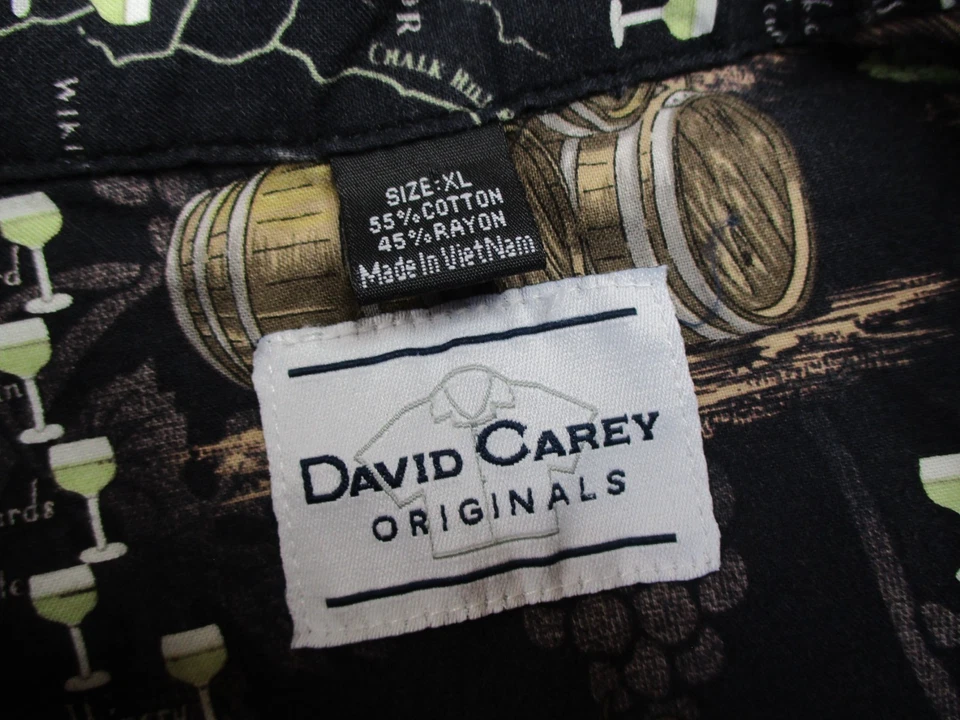 CHALK HILL
SIZE:XL
55%COTTON
45%RAYON
Made In VietNam
DAVID CAREY
ORIGINALS